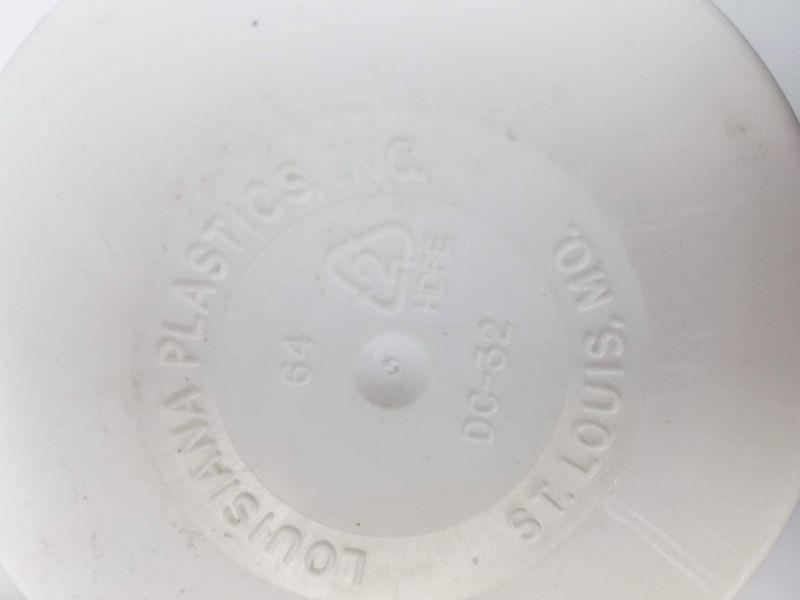 LOUISIANA PLASTICS, INC.
ST. LOUIS, MO.
2
HDPE
64
DC-32